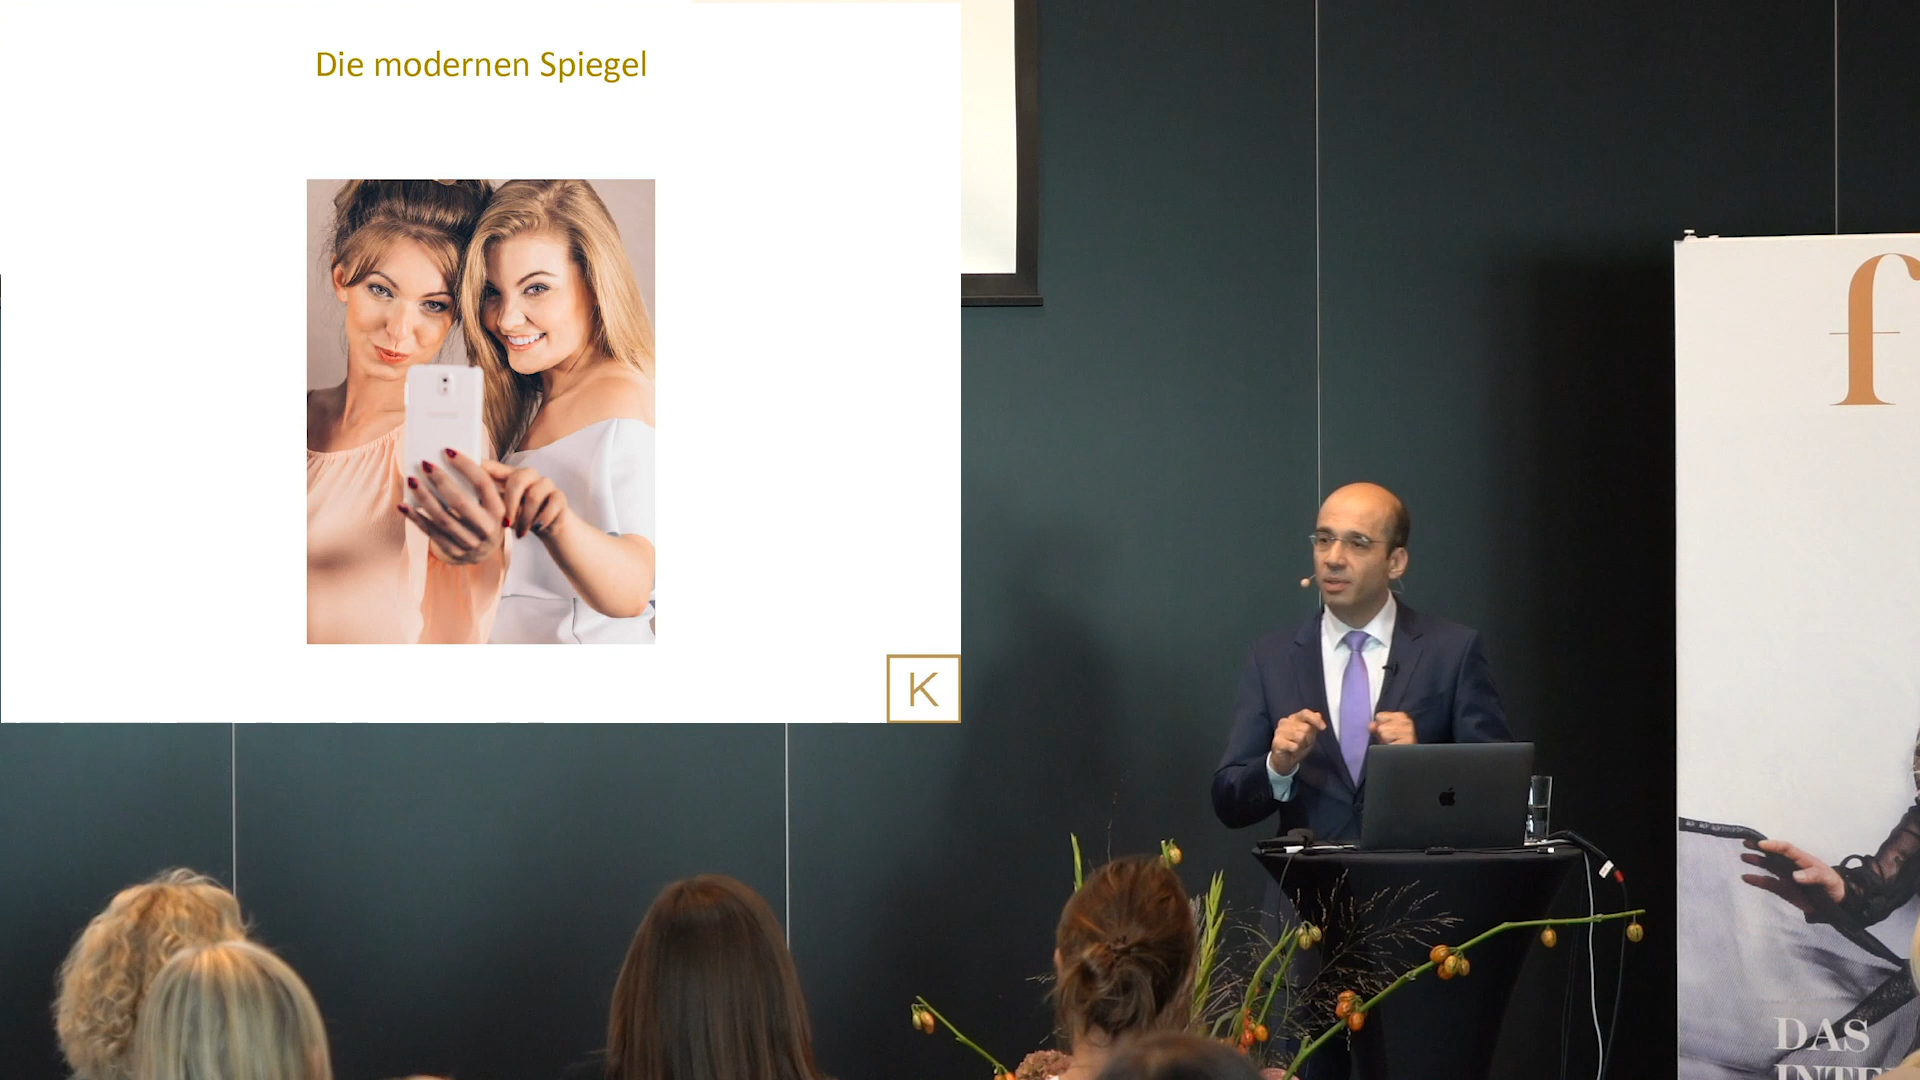 Die modernen Spiegel
K
f
DAS